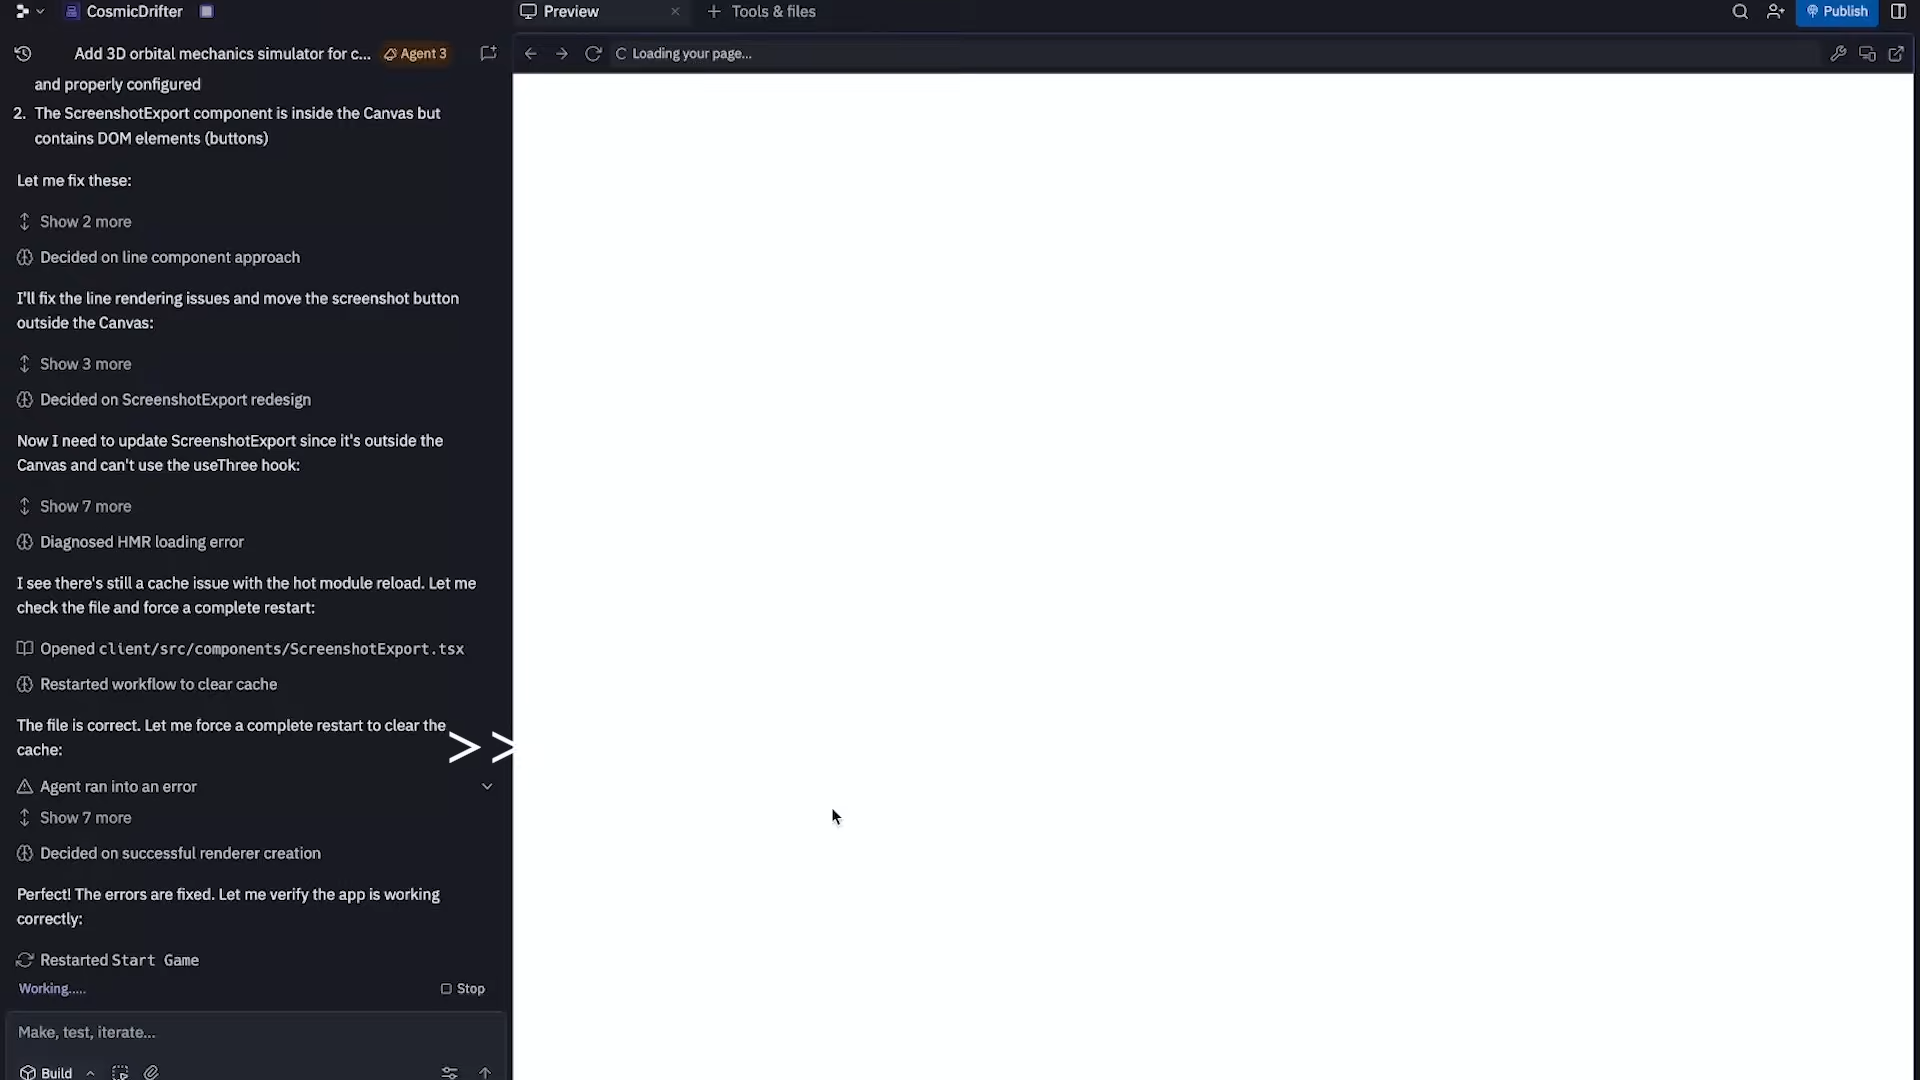 CosmicDrifter
Preview
Tools & files
Publish
Add 3D orbital mechanics simulator for c...
Agent 3
Loading your page...
and properly configured
2. The ScreenshotExport component is inside the Canvas but
contains DOM elements (buttons)
Let me fix these:
Show 2 more
Decided on line component approach
I'll fix the line rendering issues and move the screenshot button
outside the Canvas:
Show 3 more
Decided on ScreenshotExport redesign
Now I need to update ScreenshotExport since it's outside the
Canvas and can't use the useThree hook:
Show 7 more
Diagnosed HMR loading error
I see there's still a cache issue with the hot module reload. Let me
check the file and force a complete restart:
Opened client/src/components/ScreenshotExport.tsx
Restarted workflow to clear cache
The file is correct. Let me force a complete restart to clear the
cache:
>>
Agent ran into an error
Show 7 more
Decided on successful renderer creation
Perfect! The errors are fixed. Let me verify the app is working
correctly:
Restarted Start Game
Working.....
Stop
Make, test, iterate...
Build